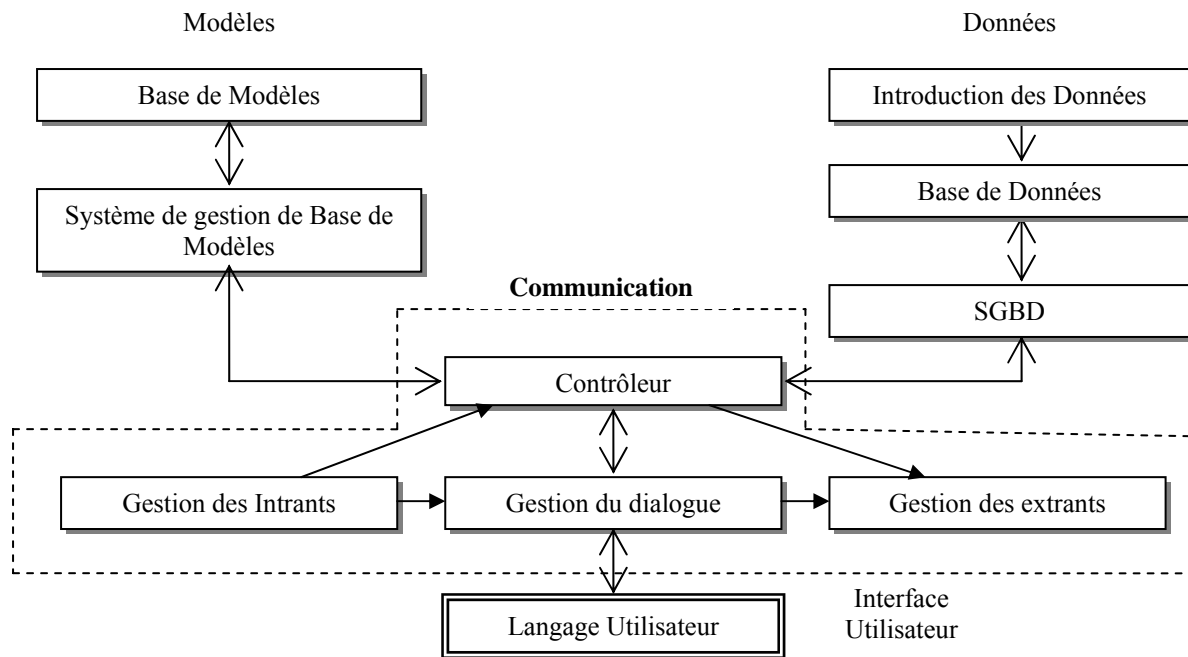 Modèles
Données
Base de Modèles
Introduction des Données
Système de gestion de Base de
Modèles
Base de Données
Communication
SGBD
Contrôleur
Gestion des Intrants
Gestion du dialogue
Gestion des extrants
Langage Utilisateur
Interface
Utilisateur